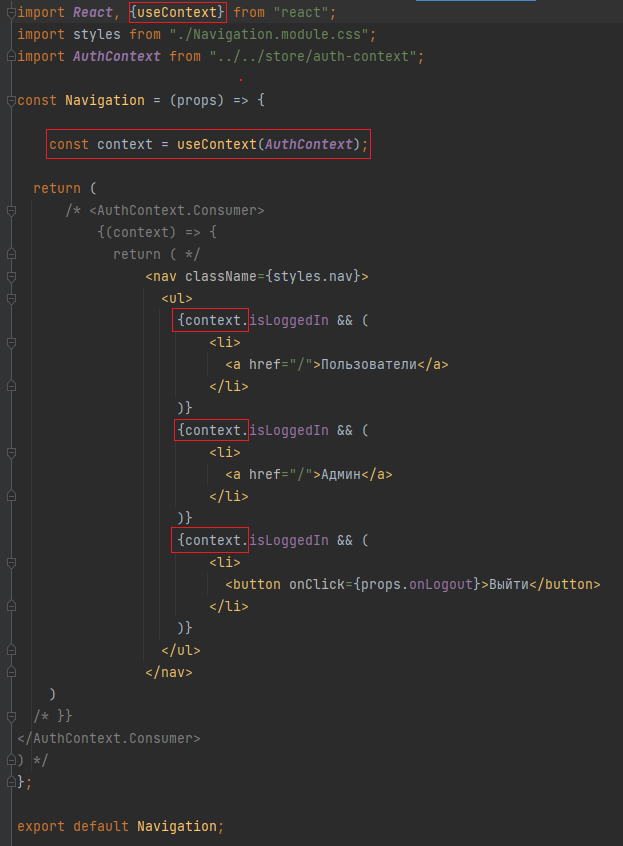 import React, {useContext} from "react";
import styles from "./Navigation.module.css";
import AuthContext from "../../store/auth-context";
const Navigation = (props) => {
const context = useContext(AuthContext);
return (
/* <AuthContext.Consumer>
{(context) => {
return ( */
<nav className={styles.nav}>
<ul>
{context.isLoggedIn && (
<li>
<a href="/">Пользователи</a>
</li>
)}
{context.isLoggedIn && (
<li>
<a href="/">Админ</a>
</li>
)}
{context.isLoggedIn && (
<li>
<button onClick={props.onLogout}>Выйти</button>
</li>
)}
</ul>
</nav>
)
/* }}
</AuthContext.Consumer>
) */
};
export default Navigation;